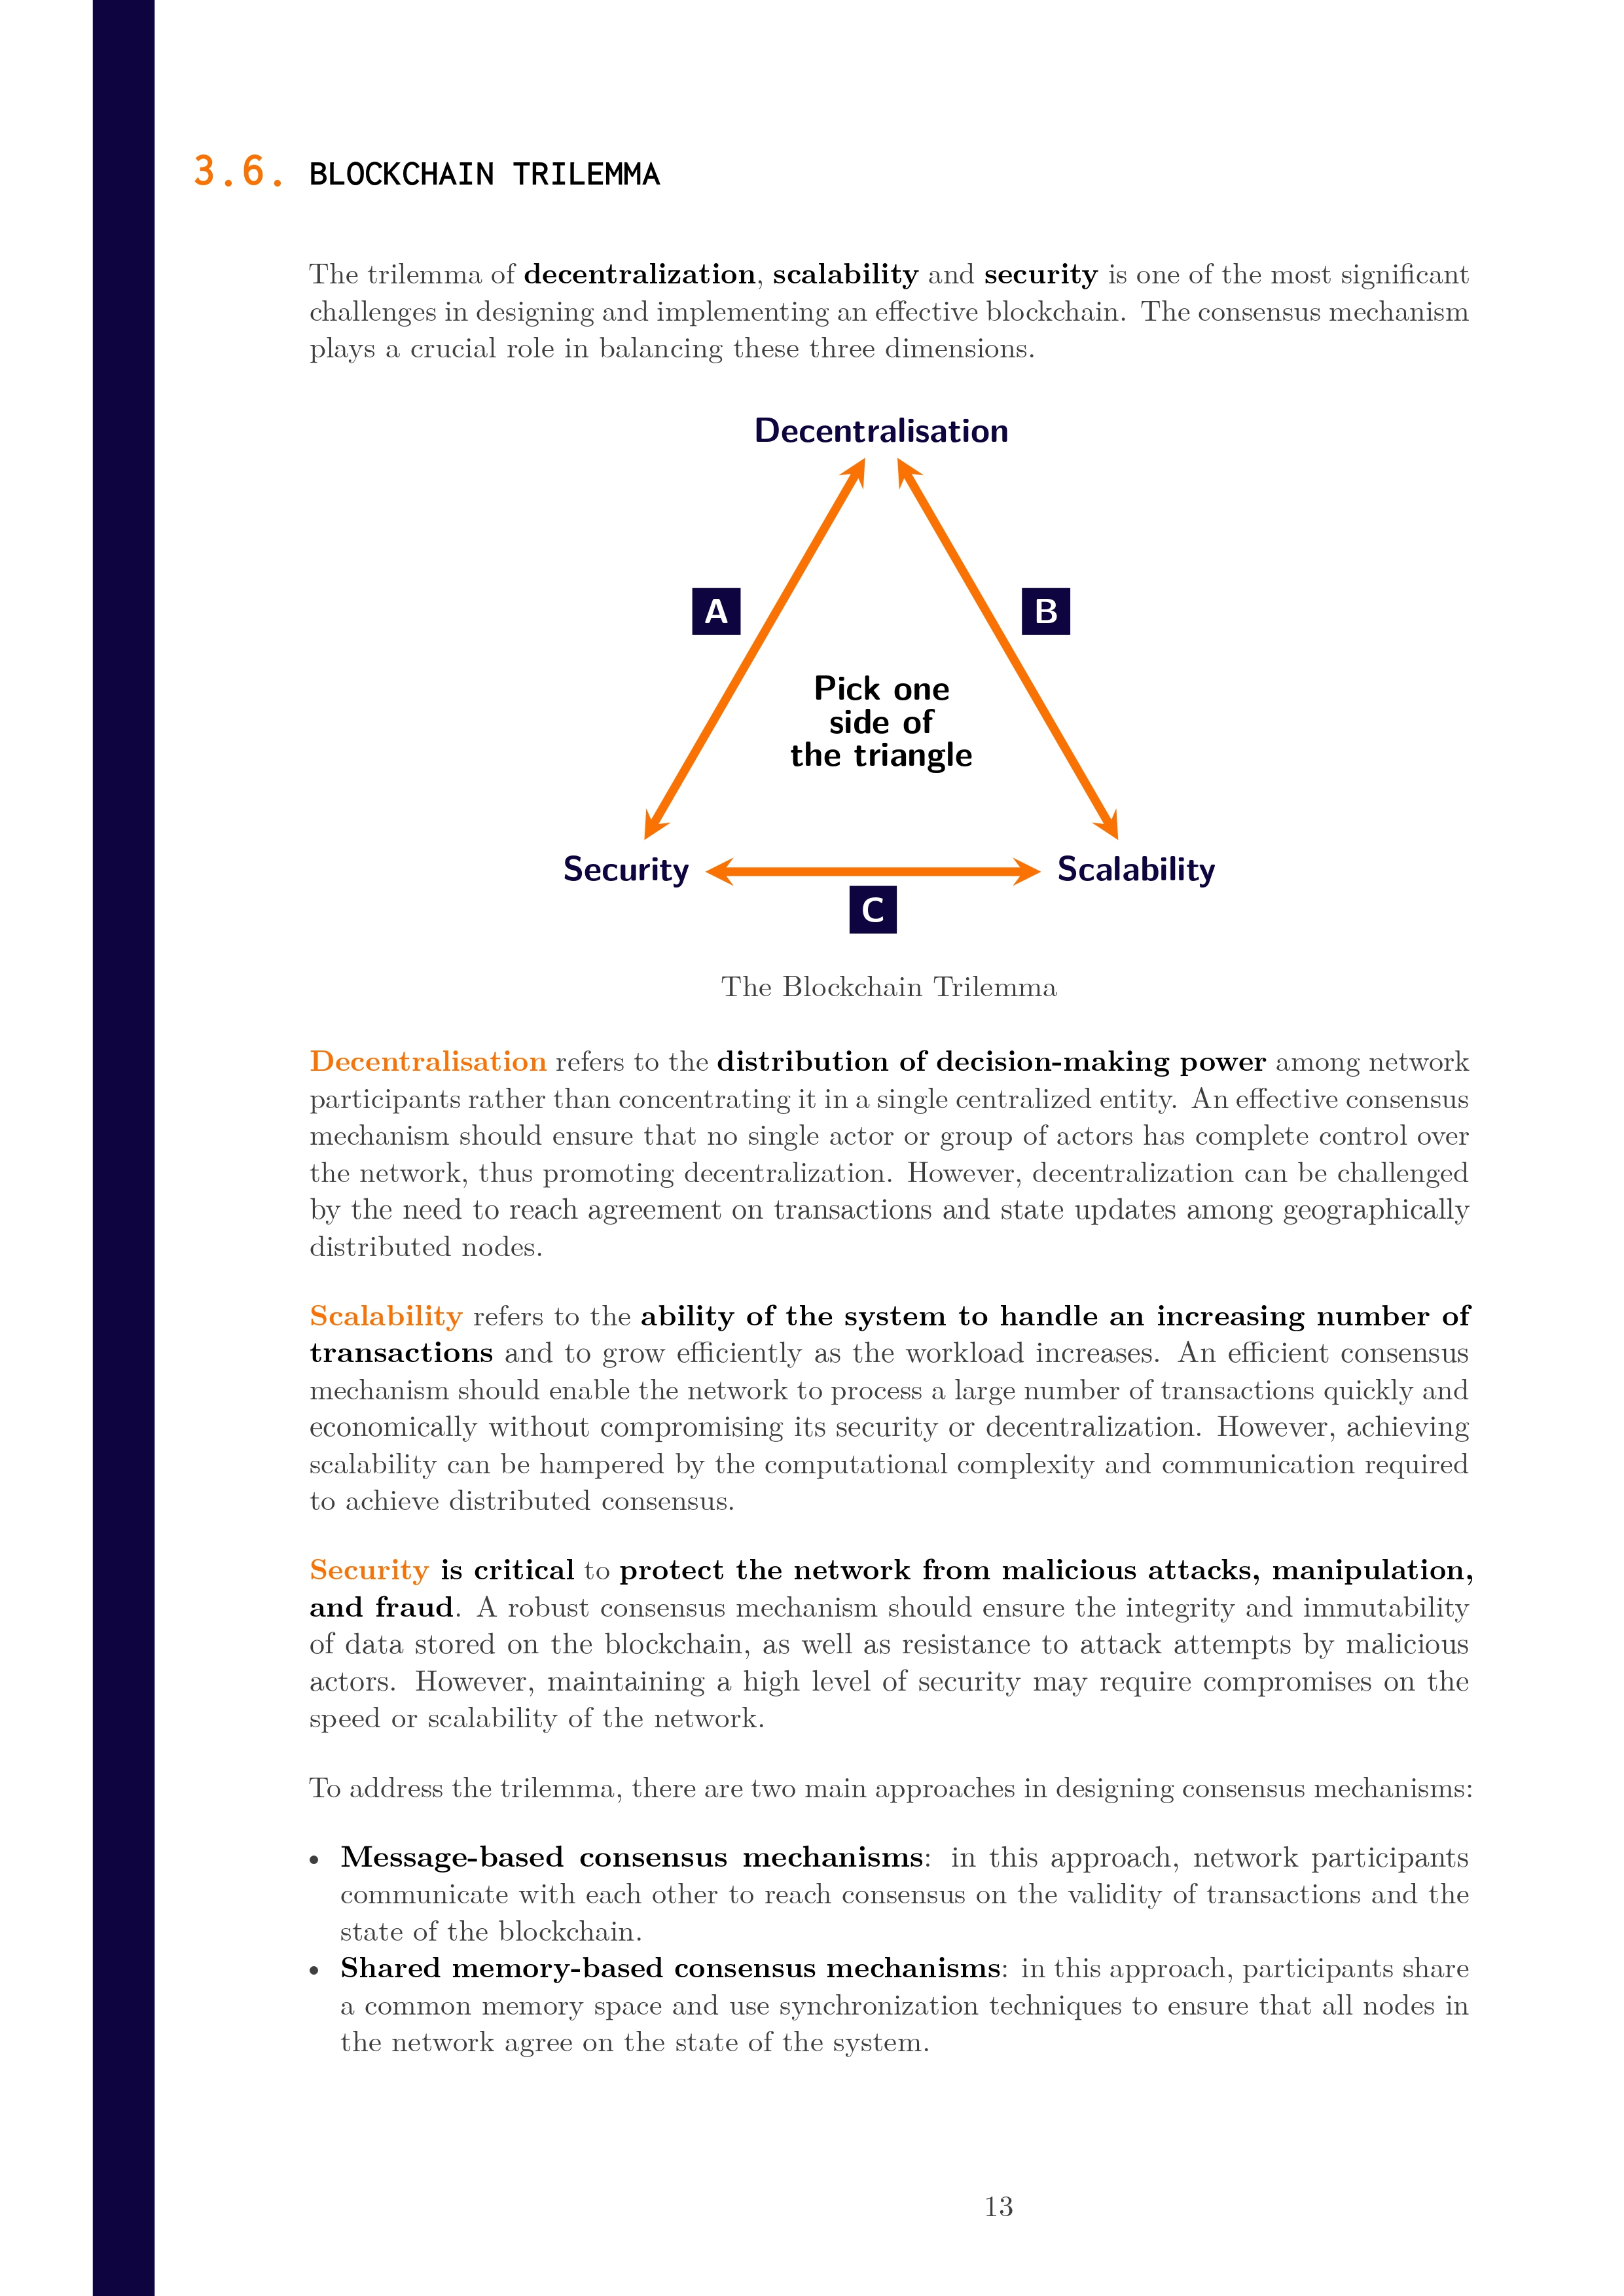 3.6. BLOCKCHAIN TRILEMMA
The trilemma of decentralization, scalability and security is one of the most significant
challenges in designing and implementing an effective blockchain. The consensus mechanism
plays a crucial role in balancing these three dimensions.
Decentralisation
A
B
Pick one
side of
the triangle
Security
Scalability
C
The Blockchain Trilemma
Decentralisation refers to the distribution of decision-making power among network
participants rather than concentrating it in a single centralized entity. An effective consensus
mechanism should ensure that no single actor or group of actors has complete control over
the network, thus promoting decentralization. However, decentralization can be challenged
by the need to reach agreement on transactions and state updates among geographically
distributed nodes.
Scalability refers to the ability of the system to handle an increasing number of
transactions and to grow efficiently as the workload increases. An efficient consensus
mechanism should enable the network to process a large number of transactions quickly and
economically without compromising its security or decentralization. However, achieving
scalability can be hampered by the computational complexity and communication required
to achieve distributed consensus.
Security is critical to protect the network from malicious attacks, manipulation,
and fraud. A robust consensus mechanism should ensure the integrity and immutability
of data stored on the blockchain, as well as resistance to attack attempts by malicious
actors. However, maintaining a high level of security may require compromises on the
speed or scalability of the network.
To address the trilemma, there are two main approaches in designing consensus mechanisms:
• Message-based consensus mechanisms: in this approach, network participants
communicate with each other to reach consensus on the validity of transactions and the
state of the blockchain.
• Shared memory-based consensus mechanisms: in this approach, participants share
a common memory space and use synchronization techniques to ensure that all nodes in
the network agree on the state of the system.
13